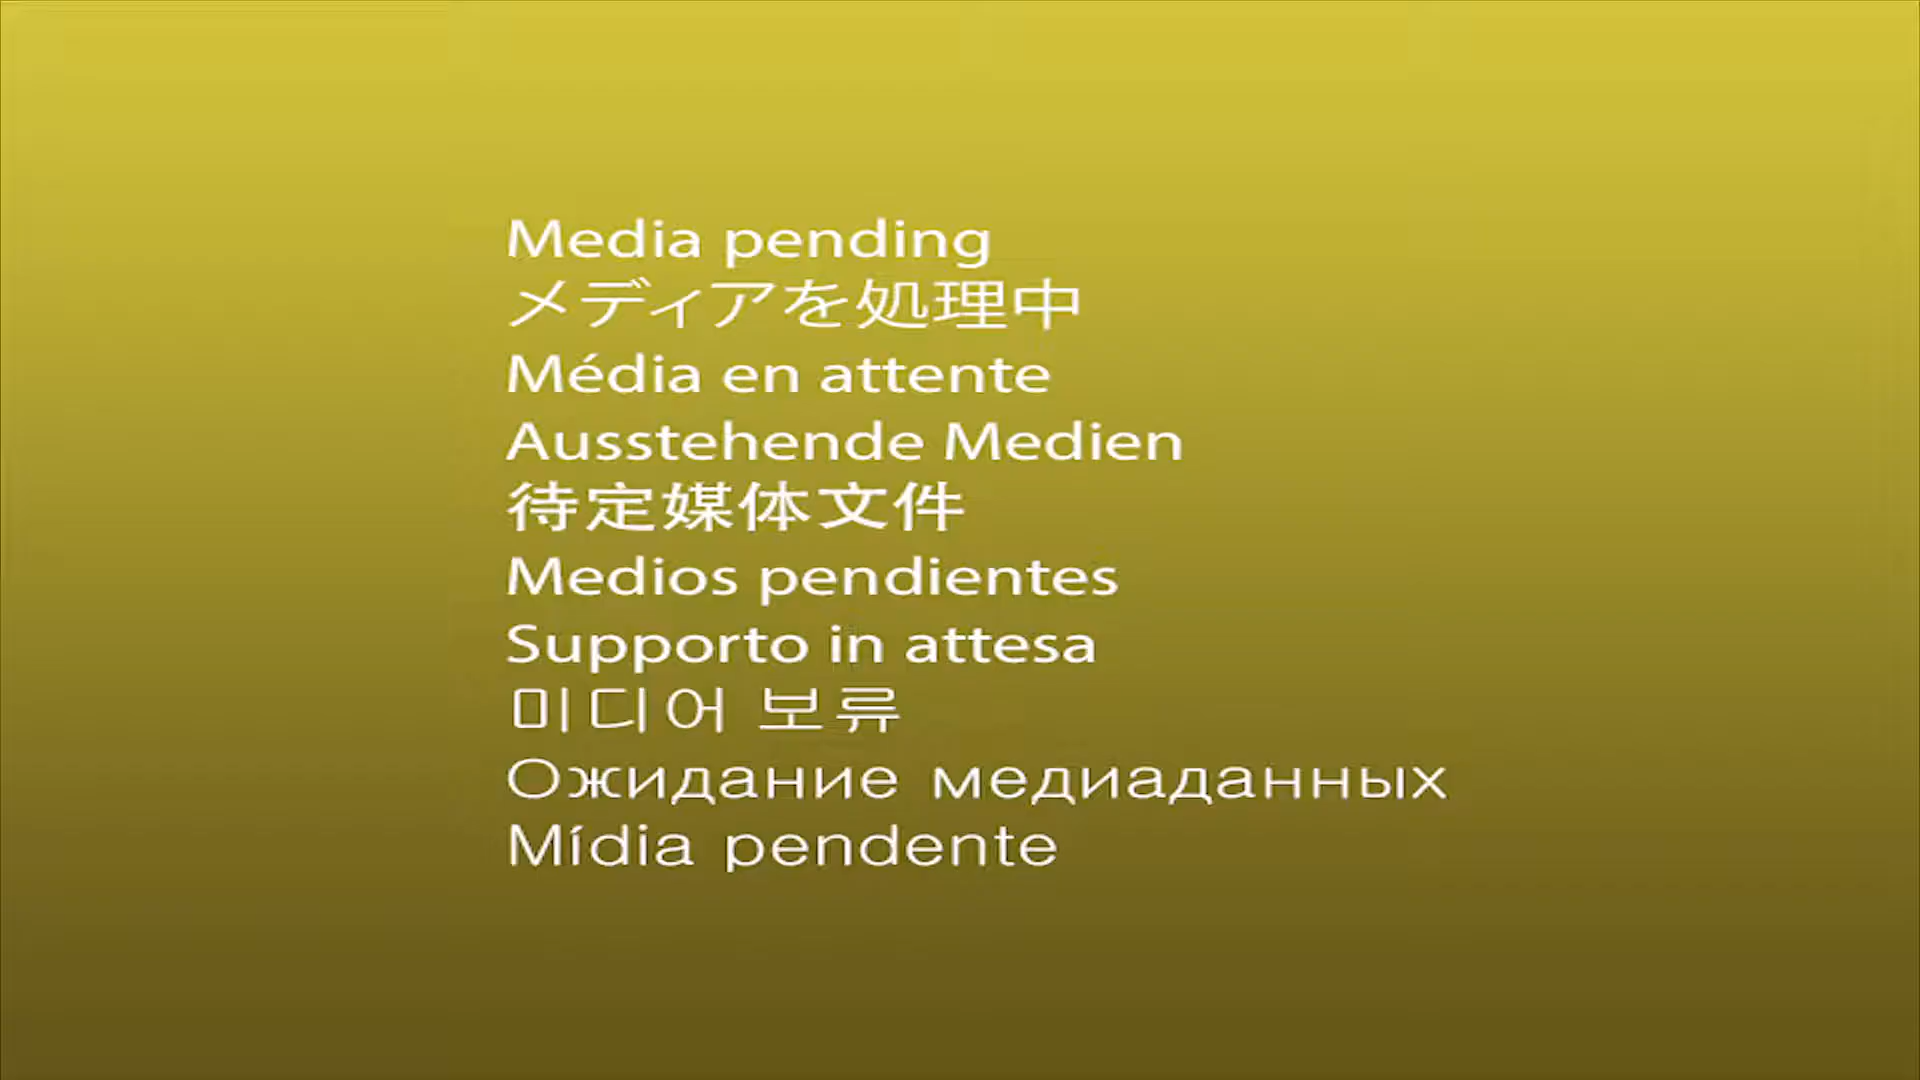 Media pending
メディアを処理中
Média en attente
Ausstehende Medien
待定媒体文件
Medios pendientes
Supporto in attesa
미디어 보류
Ожидание медиаданных
Mídia pendente